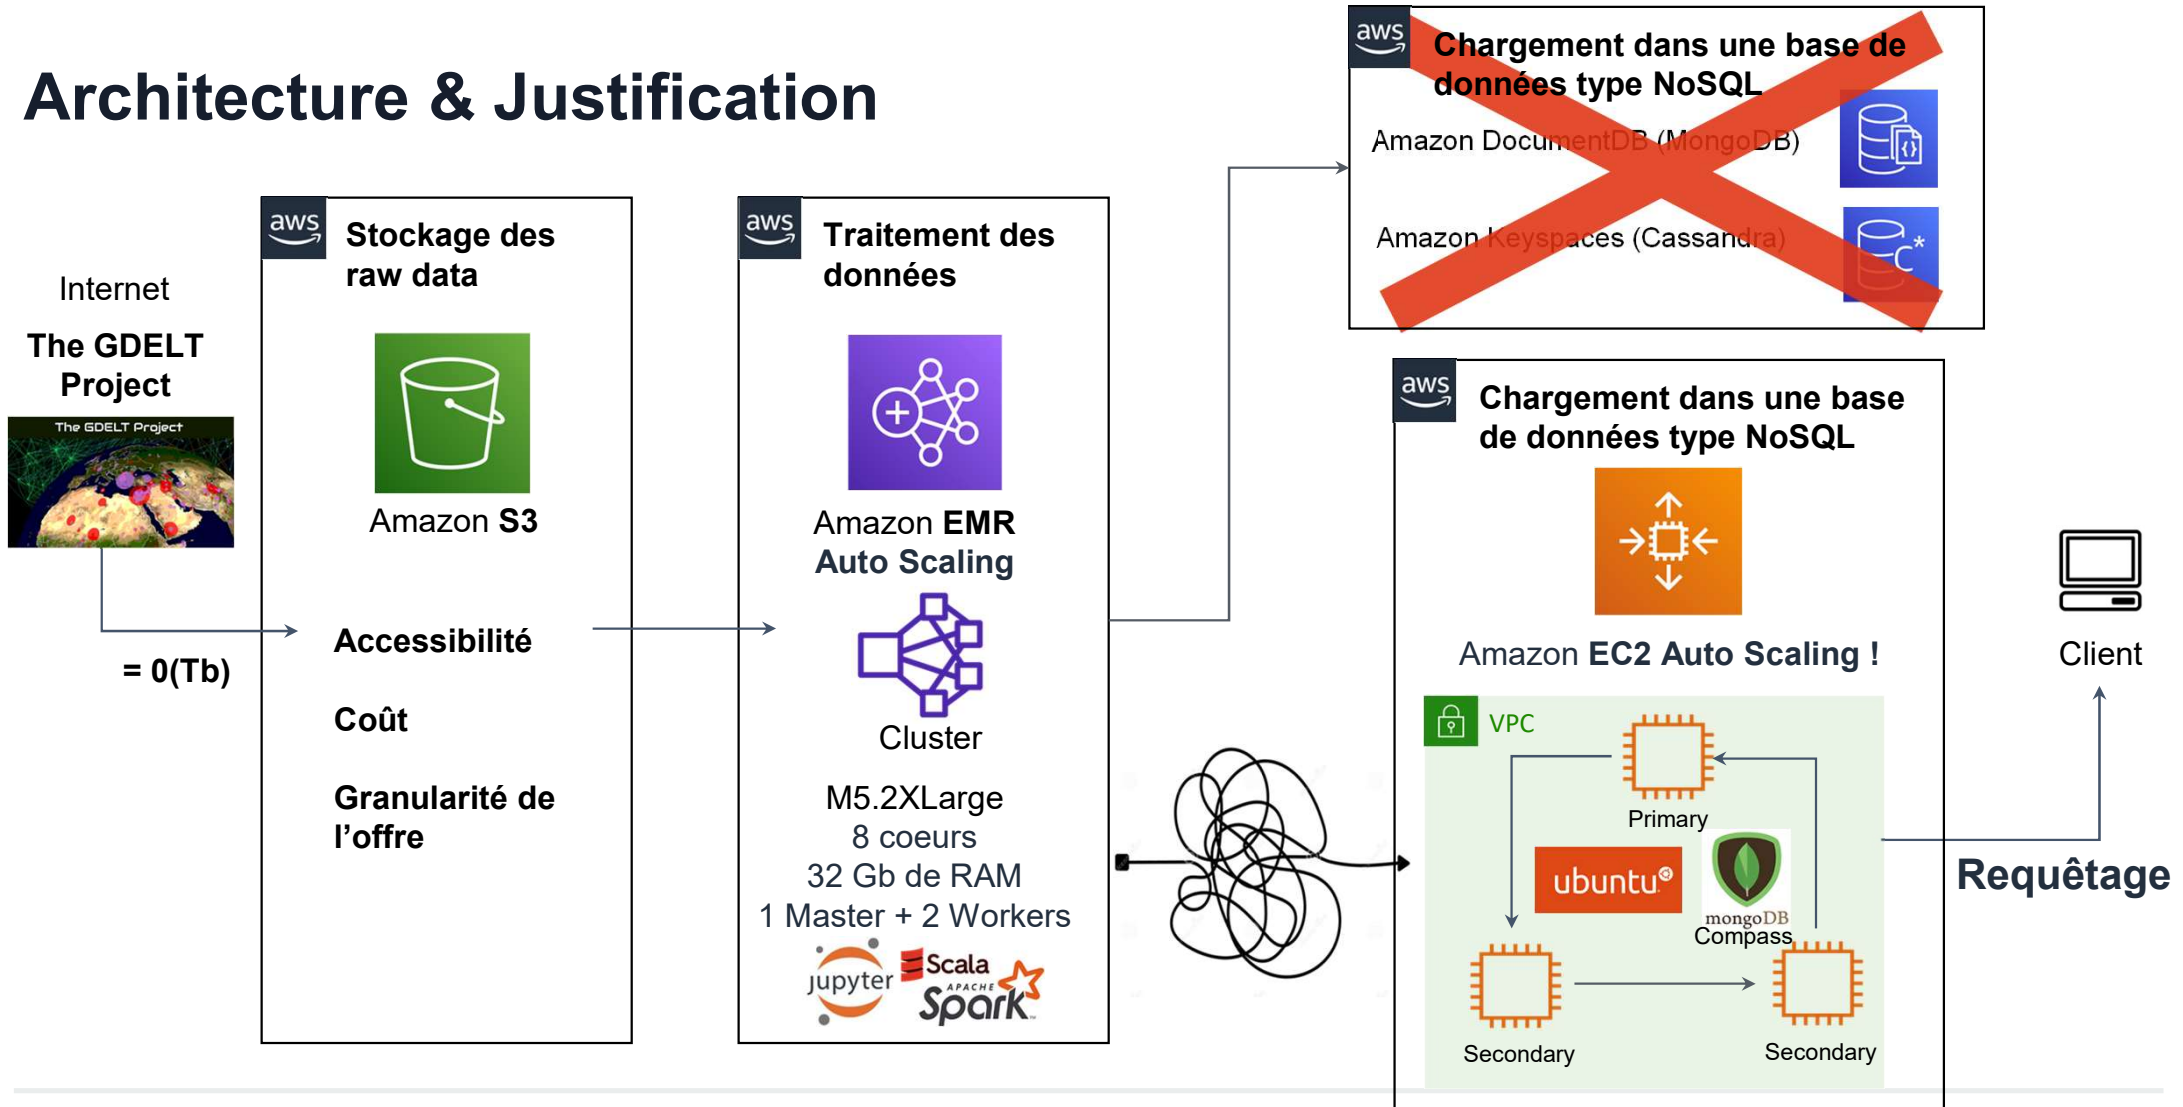 Architecture & Justification
Internet
The GDELT
Project
The GDELT Project
= 0(Tb)
aws
Stockage des
raw data
Amazon S3
Accessibilité
Coût
Granularité de
l'offre
aws
Traitement des
données
Amazon EMR
Auto Scaling
Cluster
M5.2XLarge
8 coeurs
32 Gb de RAM
1 Master + 2 Workers
jupyter
Scala
APACHE
Spark
aws
Chargement dans une base de
données type NoSQL
Amazon DocumentDB (MongoDB)
Amazon Keyspaces (Cassandra)
C*
aws
Chargement dans une base
de données type NoSQL
Amazon EC2 Auto Scaling !
VPC
Primary
ubuntu
mongoDB
Compass
Secondary
Secondary
Client
Requêtage